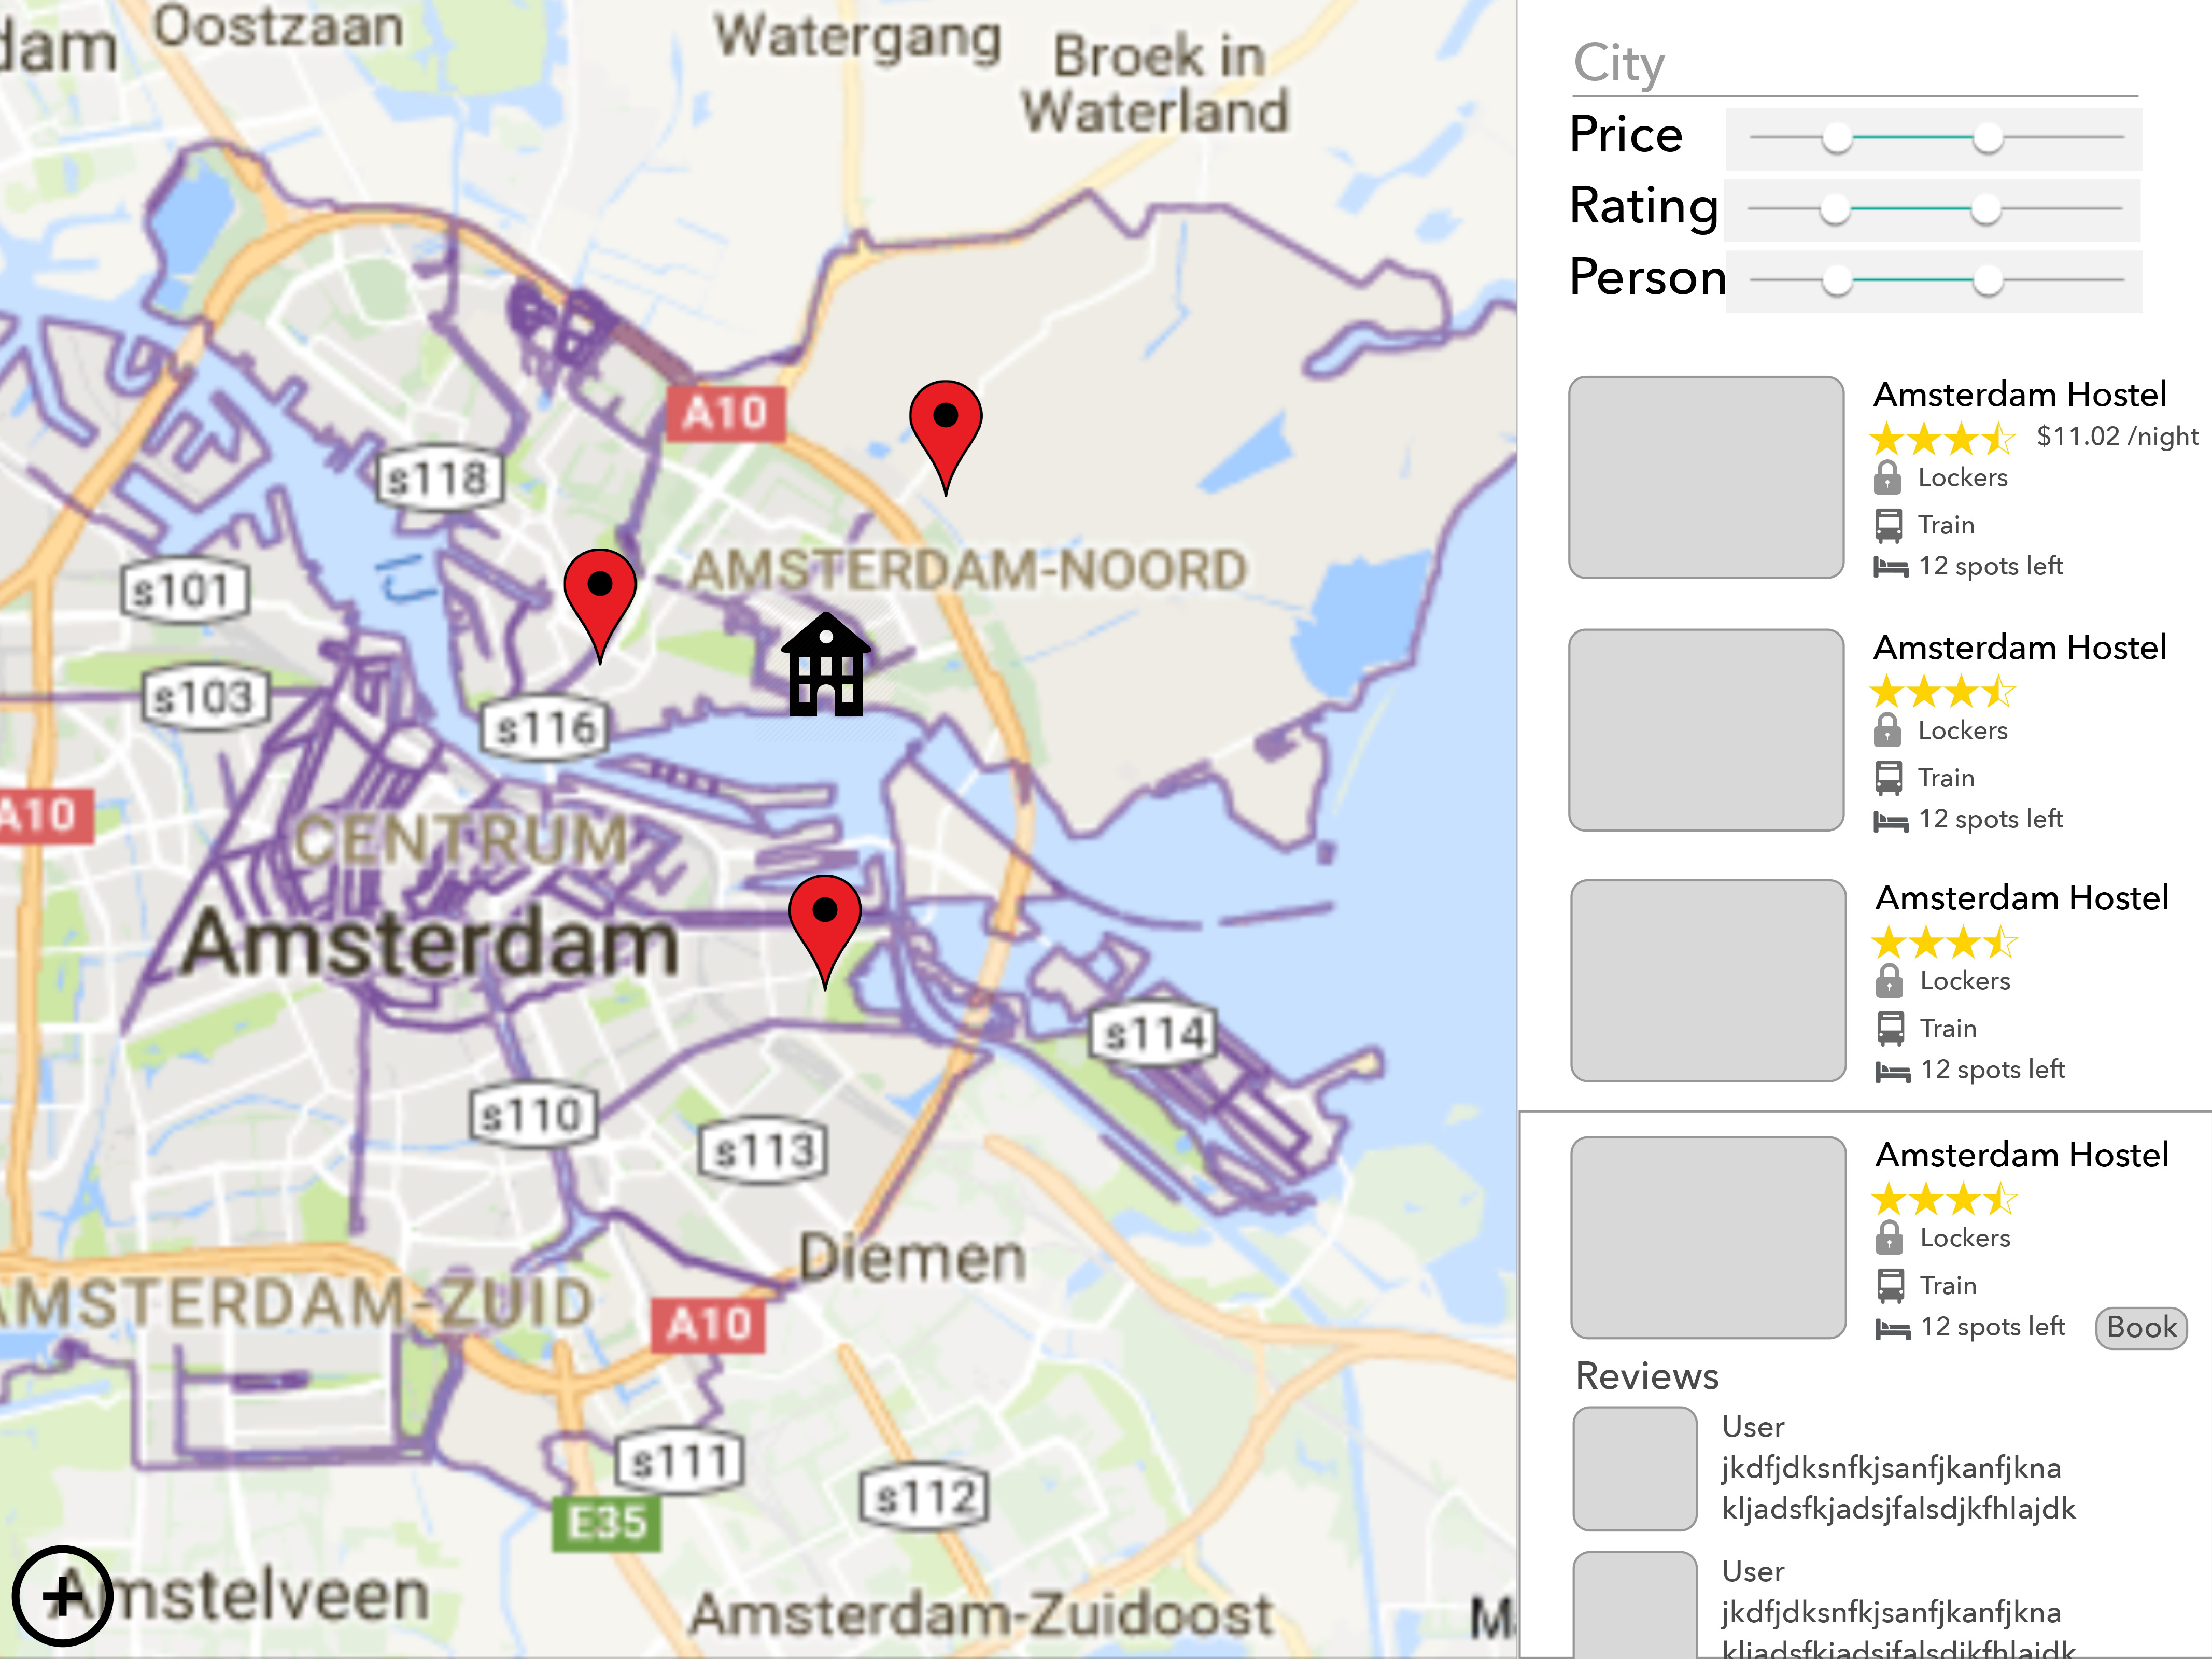 dam
Oostzaan
Watergang
Broek in
Waterland
A10
s118
AMSTERDAM-NOORD
IJ
s101
s103
s116
A10
CENTRUM
Amsterdam
s114
s110
s113
Diemen
AMSTERDAM-ZUID
A10
s111
s112
E35
Amstelveen
Amsterdam-Zuidoost
M
City
Price
Rating
Person
Amsterdam Hostel
$11.02 /night
Lockers
Train
12 spots left
Amsterdam Hostel
Lockers
Train
12 spots left
Amsterdam Hostel
Lockers
Train
12 spots left
Amsterdam Hostel
Lockers
Train
12 spots left
Book
Reviews
User
jkdfjdksnfkjsanfjkanfjkna
kljadsfkjadsjfalsdjkfhlajdk
User
jkdfjdksnfkjsanfjkanfjkna
kljadsfkjadsjfalsdjkfhlajdk